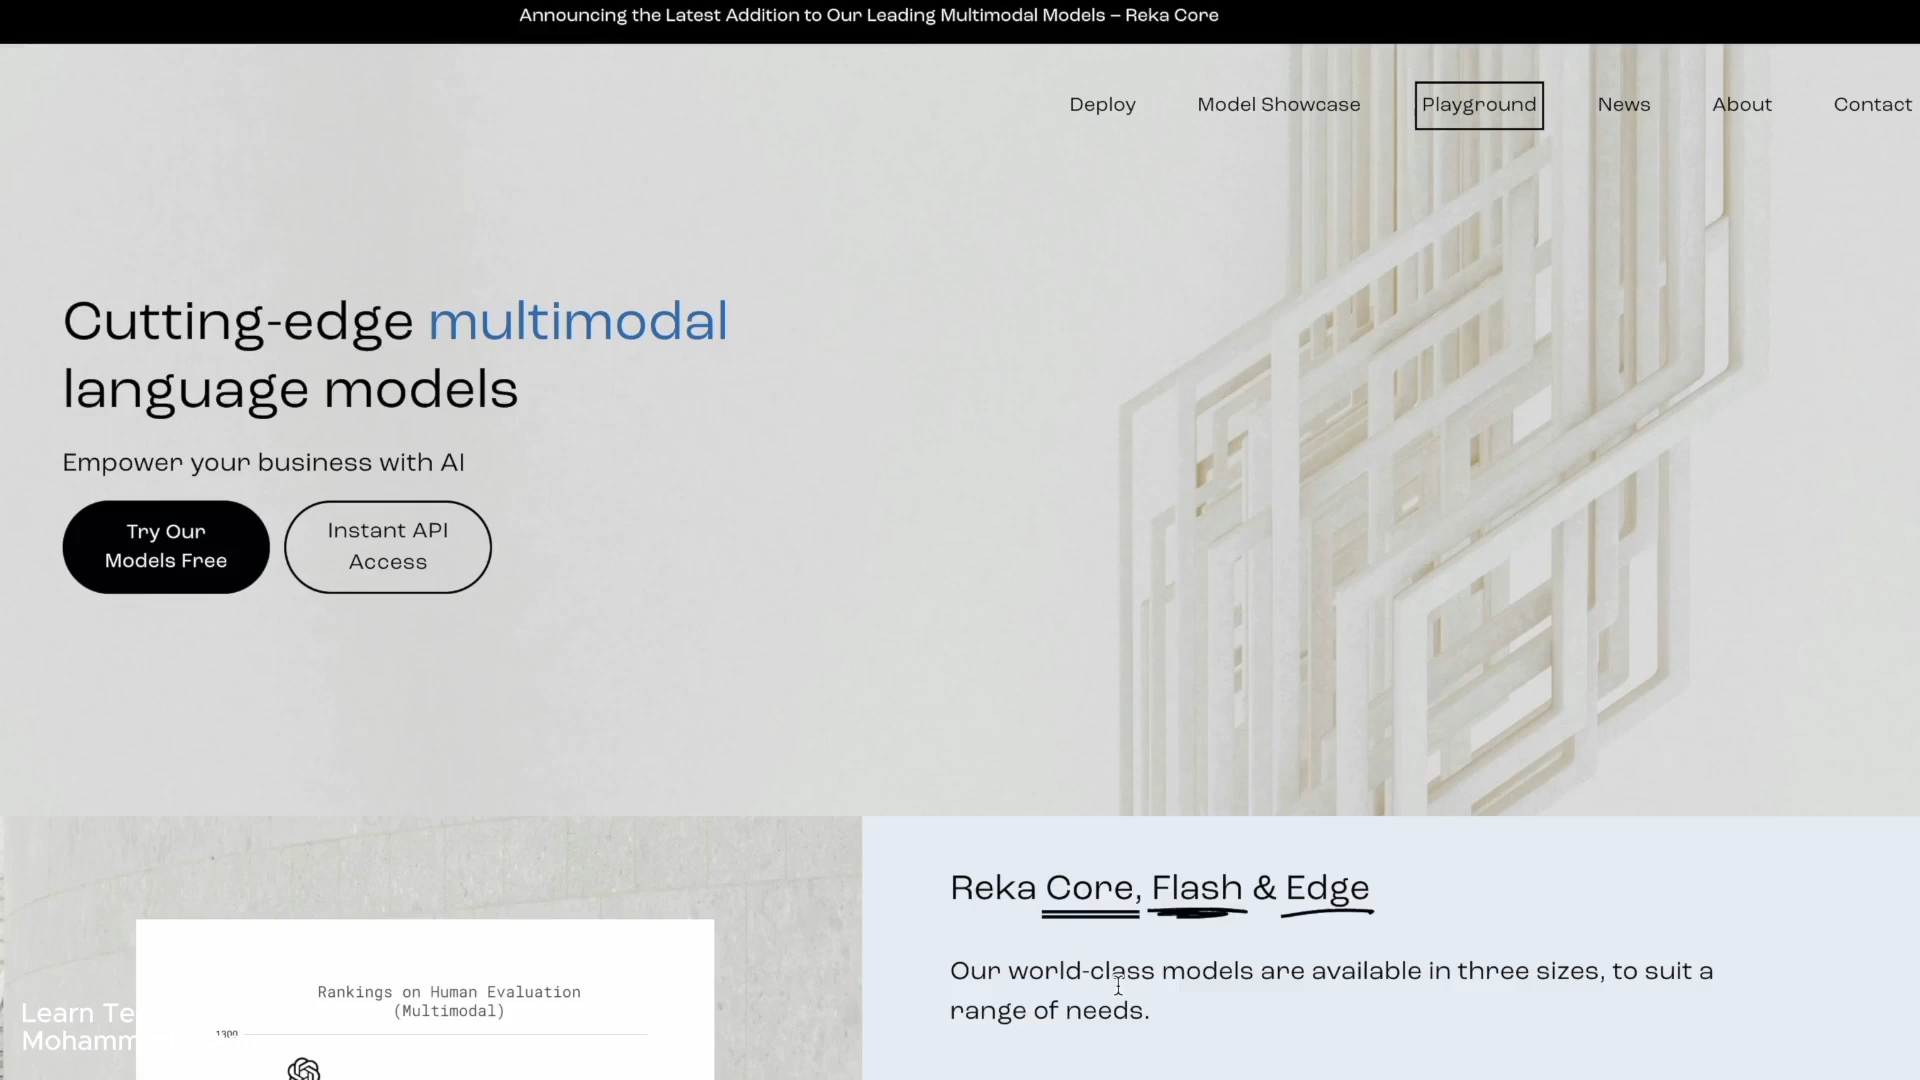 Announcing the Latest Addition to Our Leading Multimodal Models – Reka Core
Deploy
Model Showcase
Playground
News
About
Contact
Cutting-edge multimodal
language models
Empower your business with AI
Try Our
Models Free
Instant API
Access
Reka Core, Flash & Edge
Our world-class models are available in three sizes, to suit a
range of needs.
Rankings on Human Evaluation
(Multimodal)
1300
Learn